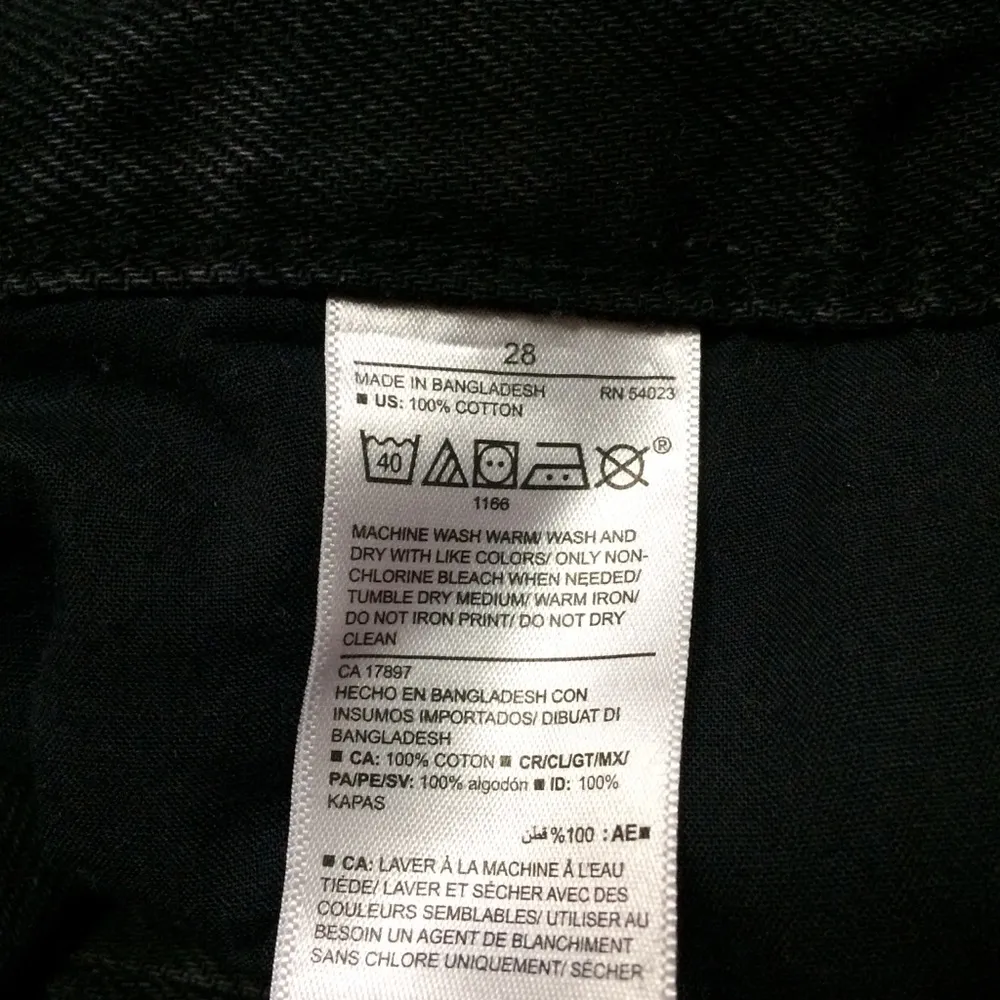 28
MADE IN BANGLADESH RN 54023
■ US: 100% COTTON
40 ®
1166
MACHINE WASH WARM/ WASH AND
DRY WITH LIKE COLORS/ ONLY NON-
CHLORINE BLEACH WHEN NEEDED/
TUMBLE DRY MEDIUM/ WARM IRON/
DO NOT IRON PRINT/ DO NOT DRY
CLEAN
CA 17897
HECHO EN BANGLADESH CON
INSUMOS IMPORTADOS/ DIBUAT DI
BANGLADESH
■ CA: 100% COTON ■ CR/CL/GT/MX/
PA/PE/SV: 100% algodón ■ ID: 100%
KAPAS
■AE: 100% قطن
■ CA: LAVER À LA MACHINE À L'EAU
TIÈDE/ LAVER ET SÉCHER AVEC DES
COULEURS SEMBLABLES/ UTILISER AU
BESOIN UN AGENT DE BLANCHIMENT
SANS CHLORE UNIQUEMENT/ SÉCHER